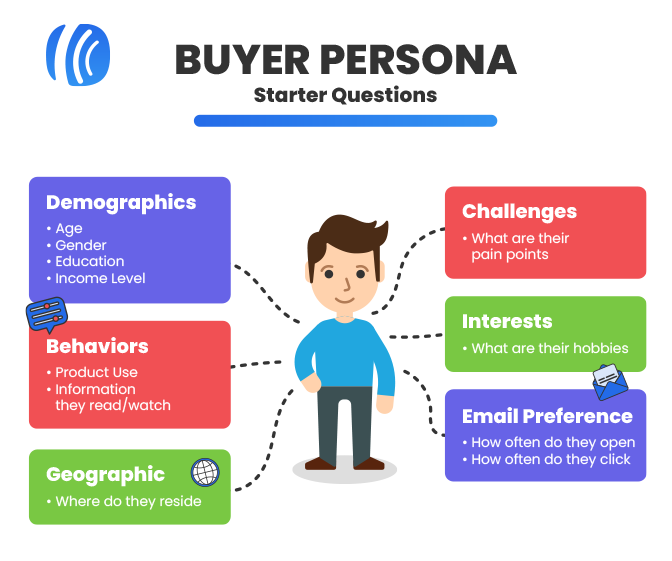 BUYER PERSONA
Starter Questions
Demographics
• Age
• Gender
• Education
• Income Level
Behaviors
• Product Use
• Information
they read/watch
Geographic
• Where do they reside
Challenges
• What are their
pain points
Interests
• What are their hobbies
Email Preference
• How often do they open
• How often do they click